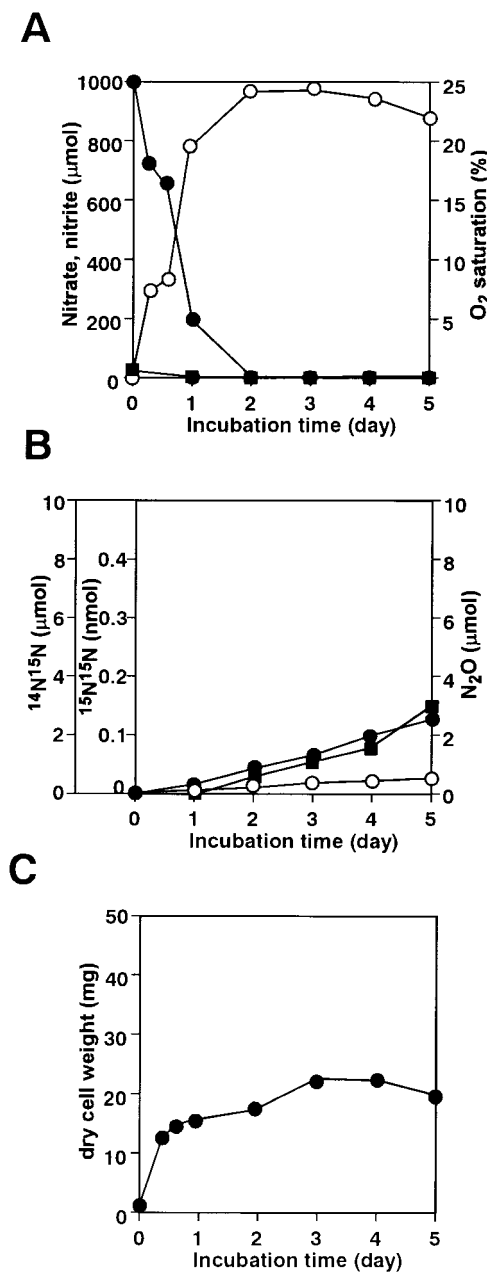 A
1000
800
600
400
200
0
Nitrate, nitrite (μmol)
25
20
15
10
5
O2 saturation (%)
0 1 2 3 4 5
Incubation time (day)
B
10
8
6
4
2
0
14N15N (μmol)
0.4
0.3
0.2
0.1
0
15N15N (nmol)
10
8
6
4
2
0
N2O (μmol)
0 1 2 3 4 5
Incubation time (day)
C
50
40
30
20
10
0
dry cell weight (mg)
0 1 2 3 4 5
Incubation time (day)